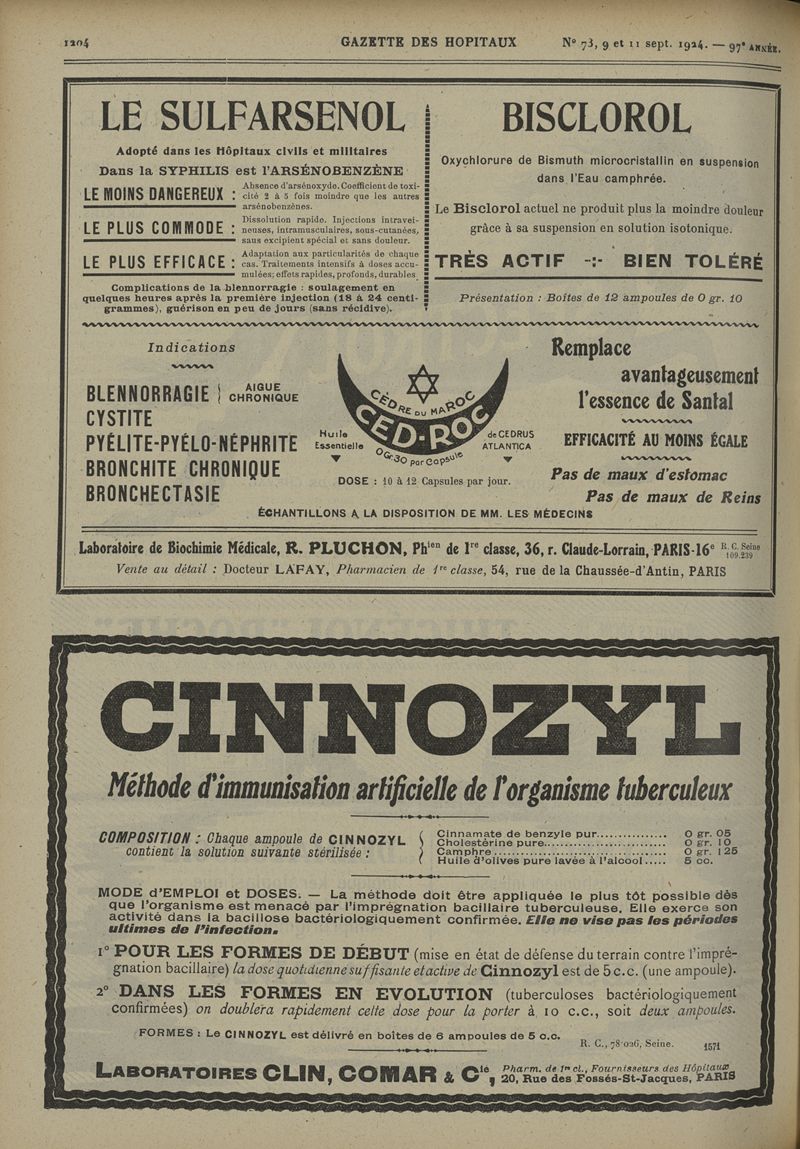 1204 GAZETTE DES HOPITAUX N° 73, 9 et 11 sept. 1924. — 97e ANNÉE.
LE SULFARSENOL
Adopté dans les Hôpitaux civils et militaires
Dans la SYPHILIS est l'ARSÉNOBENZÈNE
LE MOINS DANGEREUX : Absence d'arsénoxyde. Coefficient de toxi-
cité 2 à 5 fois moindre que les autres
arsénobenzènes.
LE PLUS COMMODE : Dissolution rapide. Injections intravei-
neuses, intramusculaires, sous-cutanées,
sans excipient spécial et sans douleur.
LE PLUS EFFICACE : Adaptation aux particularités de chaque
cas. Traitements intensifs à doses accu-
mulées; effets rapides, profonds, durables.
Complications de la blennorragie : soulagement en
quelques heures après la première injection (18 à 24 centi-
grammes), guérison en peu de jours (sans récidive).
BISCLOROL
Oxychlorure de Bismuth microcristallin en suspension
dans l'Eau camphrée.
Le Bisclorol actuel ne produit plus la moindre douleur
grâce à sa suspension en solution isotonique.
TRÈS ACTIF -:- BIEN TOLÉRÉ
Présentation : Boîtes de 12 ampoules de 0 gr. 10
Indications
BLENNORRAGIE } AIGUE
CHRONIQUE
CYSTITE
PYÉLITE-PYÉLO-NÉPHRITE
BRONCHITE CHRONIQUE
BRONCHECTASIE
CÈDRE DU MAROC
CED-ROC
0Gr30 par Capsule
Huile
Essentielle
de CEDRUS
ATLANTICA
DOSE : 10 à 12 Capsules par jour.
Remplace
avantageusement
l'essence de Santal
EFFICACITÉ AU MOINS ÉGALE
Pas de maux d'estomac
Pas de maux de Reins
ÉCHANTILLONS A LA DISPOSITION DE MM. LES MÉDECINS
Laboratoire de Biochimie Médicale, R. PLUCHON, Phien de 1re classe, 36, r. Claude-Lorrain, PARIS-16e R. C. Seine
109.239
Vente au détail : Docteur LAFAY, Pharmacien de 1re classe, 54, rue de la Chaussée-d'Antin, PARIS
CINNOZYL
Méthode d'immunisation artificielle de l'organisme tuberculeux
COMPOSITION : Chaque ampoule de CINNOZYL
contient la solution suivante stérilisée :
Cinnamate de benzyle pur............... 0 gr. 05
Cholestérine pure........................... 0 gr. 10
Camphre....................................... 0 gr. 125
Huile d'olives pure lavée à l'alcool..... 5 cc.
MODE d'EMPLOI et DOSES. — La méthode doit être appliquée le plus tôt possible dès
que l'organisme est menacé par l'imprégnation bacillaire tuberculeuse. Elle exerce son
activité dans la bacillose bactériologiquement confirmée. Elle ne vise pas les périodes
ultimes de l'infection.
1° POUR LES FORMES DE DÉBUT (mise en état de défense du terrain contre l'impré-
gnation bacillaire) la dose quotidienne suffisante et active de Cinnozyl est de 5 c.c. (une ampoule).
2° DANS LES FORMES EN EVOLUTION (tuberculoses bactériologiquement
confirmées) on doublera rapidement cette dose pour la porter à 10 c.c., soit deux ampoules.
FORMES : Le CINNOZYL est délivré en boîtes de 6 ampoules de 5 c.c.
R. C., 78-026, Seine. 1571
LABORATOIRES CLIN, COMAR & Cie, Pharm. de 1re cl., Fournisseurs des Hôpitaux
20, Rue des Fossés-St-Jacques, PARIS